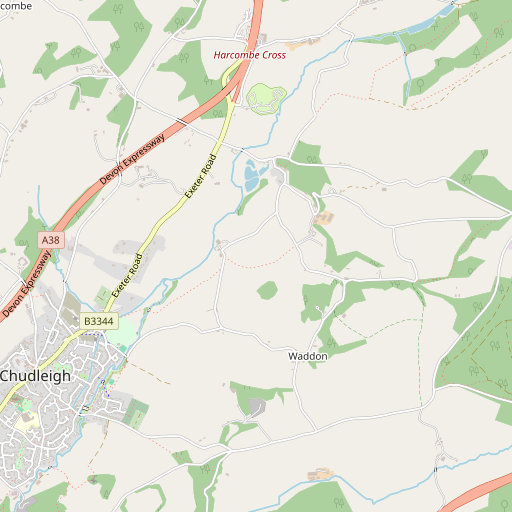 combe
Harcombe Cross
Devon Expressway
Exeter Road
A38
Devon Expressway
Exeter Road
B3344
Waddon
Chudleigh